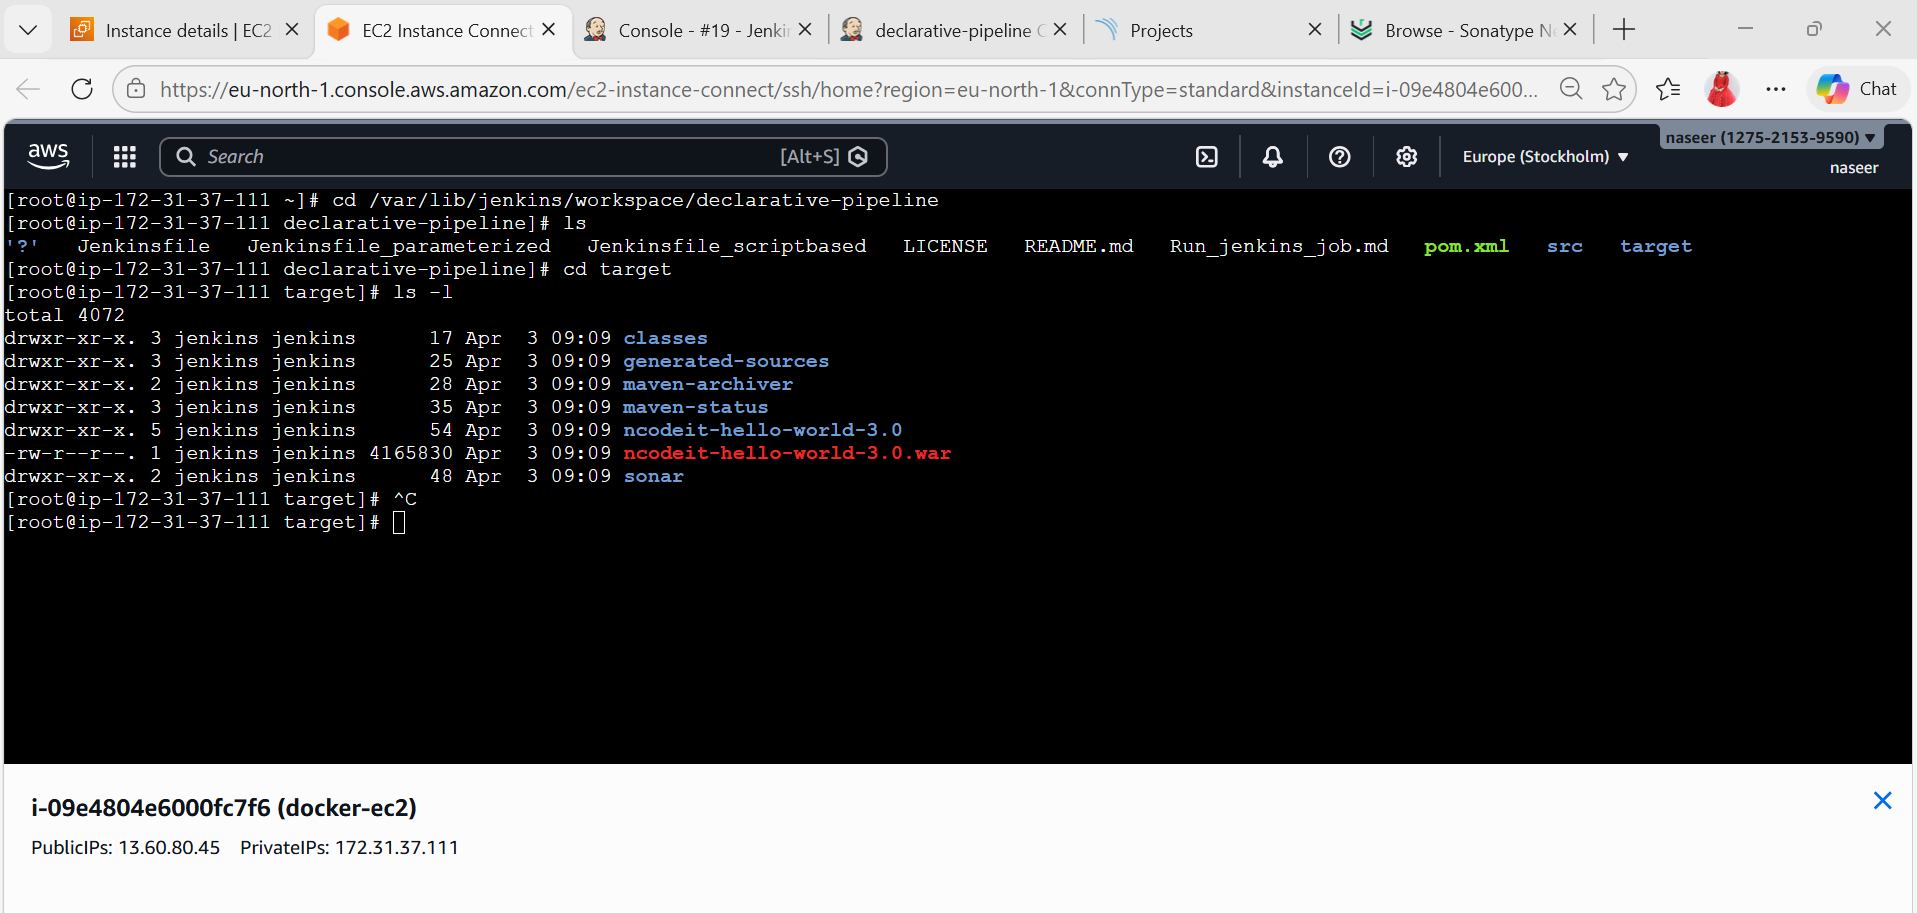 Instance details | EC2
EC2 Instance Connect
Console - #19 - Jenki
declarative-pipeline C
Projects
Browse - Sonatype N
https://eu-north-1.console.aws.amazon.com/ec2-instance-connect/ssh/home?region=eu-north-1&connType=standard&instanceId=i-09e4804e600...
Chat
aws
Search
[Alt+S]
Europe (Stockholm) ▼
naseer (1275-2153-9590) ▼
naseer
[root@ip-172-31-37-111 ~]# cd /var/lib/jenkins/workspace/declarative-pipeline
[root@ip-172-31-37-111 declarative-pipeline]# ls
'?' Jenkinsfile Jenkinsfile_parameterized Jenkinsfile_scriptbased LICENSE README.md Run_jenkins_job.md pom.xml src target
[root@ip-172-31-37-111 declarative-pipeline]# cd target
[root@ip-172-31-37-111 target]# ls -l
total 4072
drwxr-xr-x. 3 jenkins jenkins 17 Apr 3 09:09 classes
drwxr-xr-x. 3 jenkins jenkins 25 Apr 3 09:09 generated-sources
drwxr-xr-x. 2 jenkins jenkins 28 Apr 3 09:09 maven-archiver
drwxr-xr-x. 3 jenkins jenkins 35 Apr 3 09:09 maven-status
drwxr-xr-x. 5 jenkins jenkins 54 Apr 3 09:09 ncodeit-hello-world-3.0
-rw-r--r--. 1 jenkins jenkins 4165830 Apr 3 09:09 ncodeit-hello-world-3.0.war
drwxr-xr-x. 2 jenkins jenkins 48 Apr 3 09:09 sonar
[root@ip-172-31-37-111 target]# ^C
[root@ip-172-31-37-111 target]#
i-09e4804e6000fc7f6 (docker-ec2)
PublicIPs: 13.60.80.45 PrivateIPs: 172.31.37.111